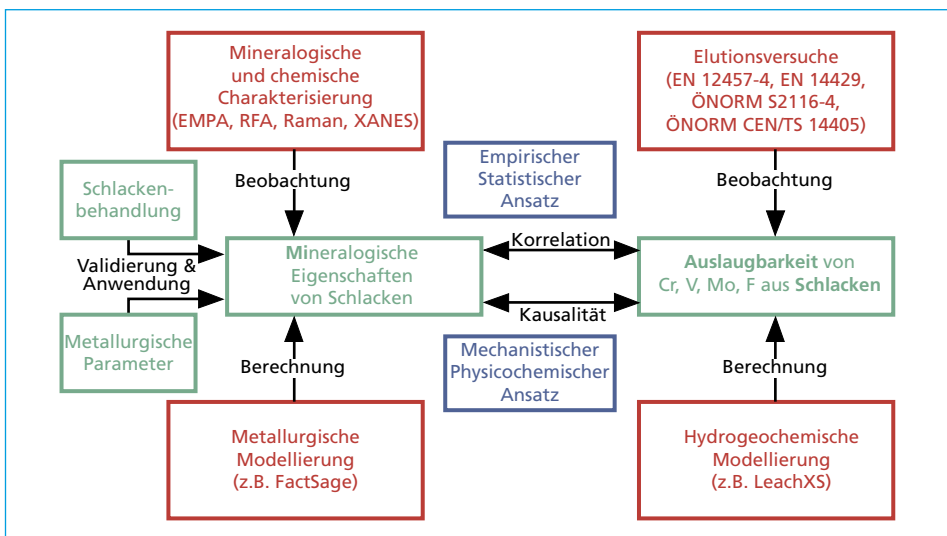 Mineralogische
und chemische
Charakterisierung
(EMPA, RFA, Raman, XANES)
Elutionsversuche
(EN 12457-4, EN 14429,
ÖNORM S2116-4,
ÖNORM CEN/TS 14405)
Beobachtung
Empirischer
Statistischer
Ansatz
Beobachtung
Schlacken-
behandlung
Validierung &
Anwendung
Metallurgische
Parameter
Mineralogische
Eigenschaften
von Schlacken
Korrelation
Kausalität
Auslaugbarkeit von
Cr, V, Mo, F aus Schlacken
Berechnung
Mechanistischer
Physicochemischer
Ansatz
Berechnung
Metallurgische
Modellierung
(z.B. FactSage)
Hydrogeochemische
Modellierung
(z.B. LeachXS)